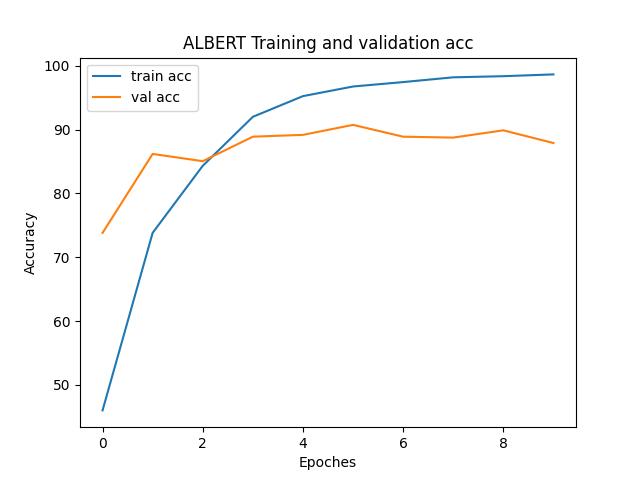 ALBERT Training and validation acc
train acc
val acc
Accuracy
100
90
80
70
60
50
0 2 4 6 8
Epoches